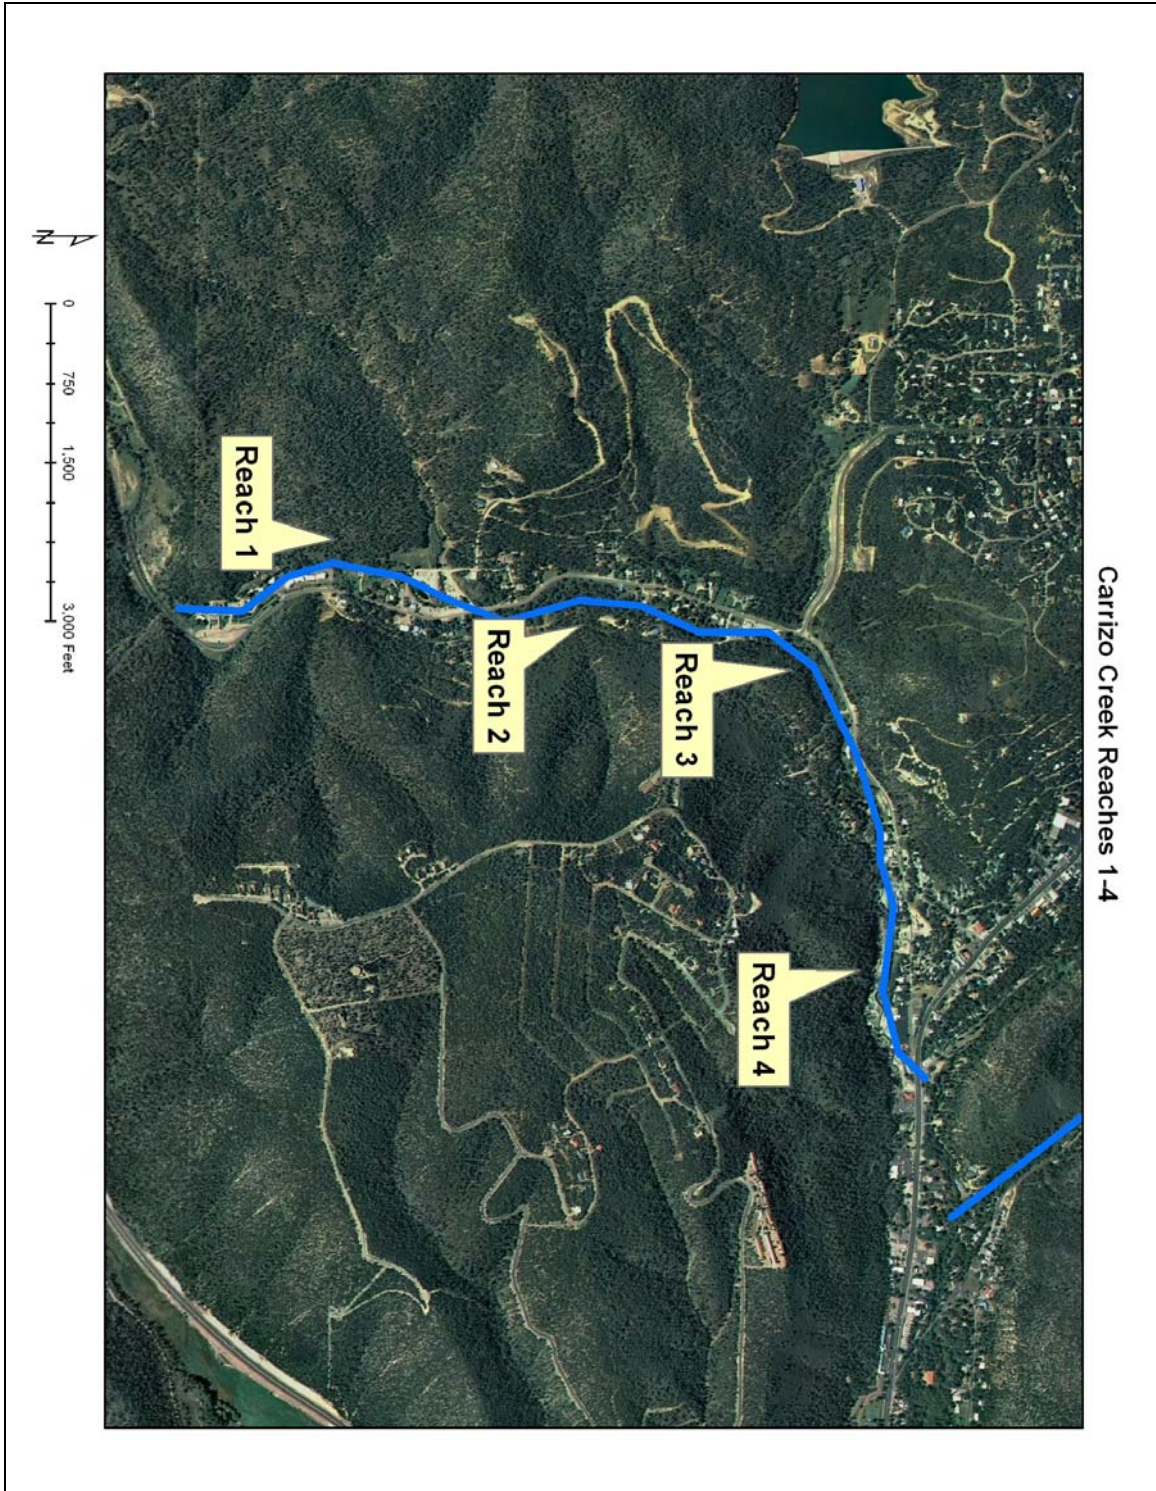 Carrizo Creek Reaches 1-4
Reach 1
Reach 2
Reach 3
Reach 4
N
0 750 1,500 3,000 Feet